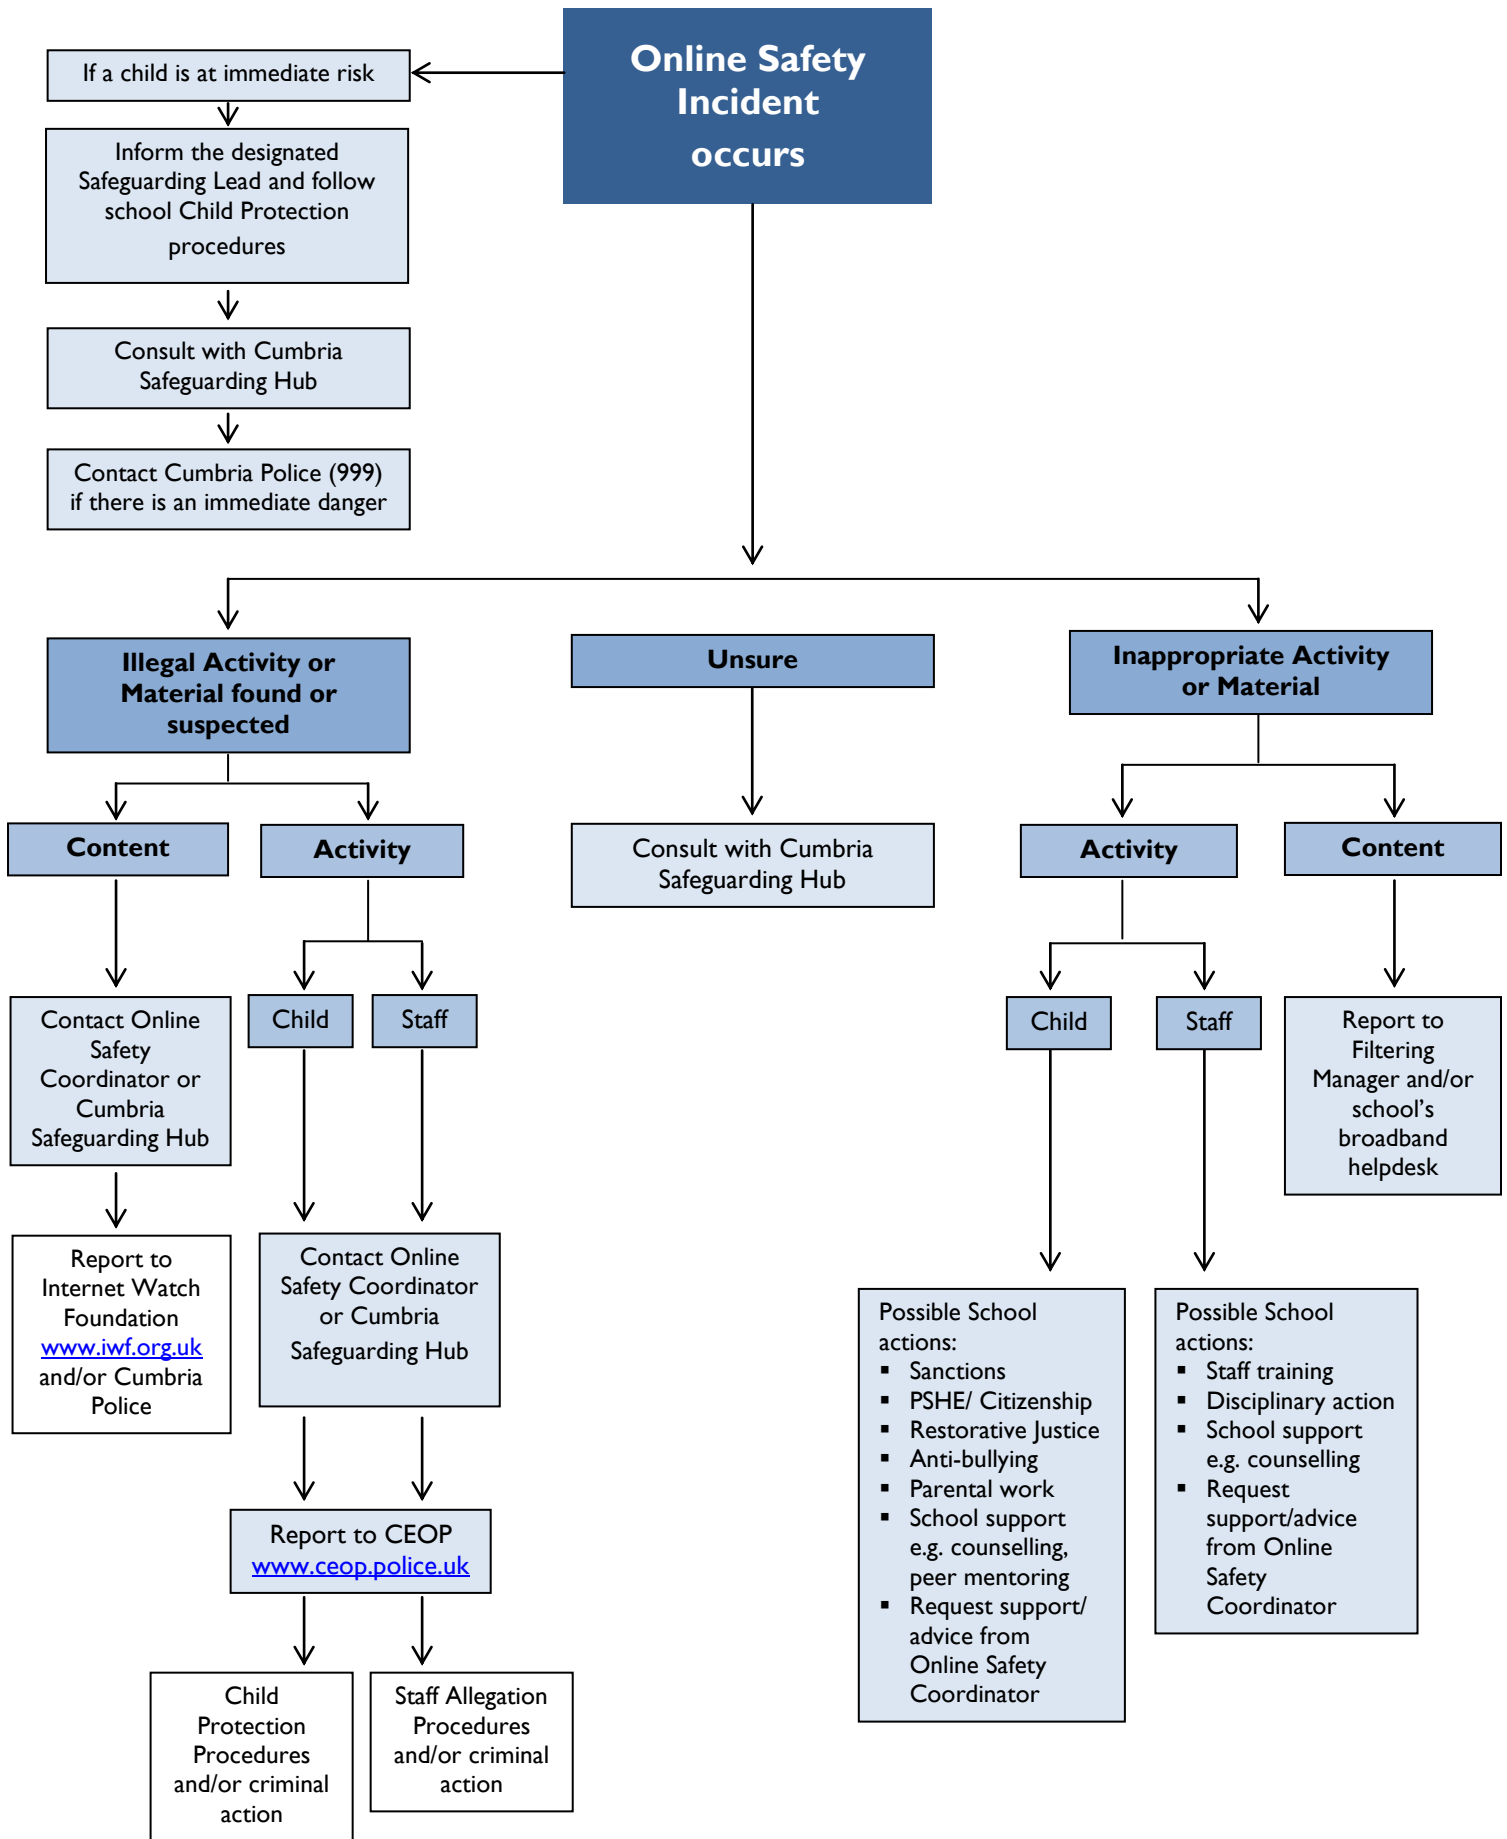 Online Safety
Incident
occurs
If a child is at immediate risk
Inform the designated
Safeguarding Lead and follow
school Child Protection
procedures
Consult with Cumbria
Safeguarding Hub
Contact Cumbria Police (999)
if there is an immediate danger
Illegal Activity or
Material found or
suspected
Unsure
Inappropriate Activity
or Material
Content
Activity
Consult with Cumbria
Safeguarding Hub
Activity
Content
Contact Online
Safety
Coordinator or
Cumbria
Safeguarding Hub
Child
Staff
Child
Staff
Report to
Filtering
Manager and/or
school’s
broadband
helpdesk
Report to
Internet Watch
Foundation
www.iwf.org.uk
and/or Cumbria
Police
Contact Online
Safety Coordinator
or Cumbria
Safeguarding Hub
Possible School
actions:
▪ Sanctions
▪ PSHE/ Citizenship
▪ Restorative Justice
▪ Anti-bullying
▪ Parental work
▪ School support
e.g. counselling,
peer mentoring
▪ Request support/
advice from
Online Safety
Coordinator
Possible School
actions:
▪ Staff training
▪ Disciplinary action
▪ School support
e.g. counselling
▪ Request
support/advice
from Online
Safety
Coordinator
Report to CEOP
www.ceop.police.uk
Child
Protection
Procedures
and/or criminal
action
Staff Allegation
Procedures
and/or criminal
action